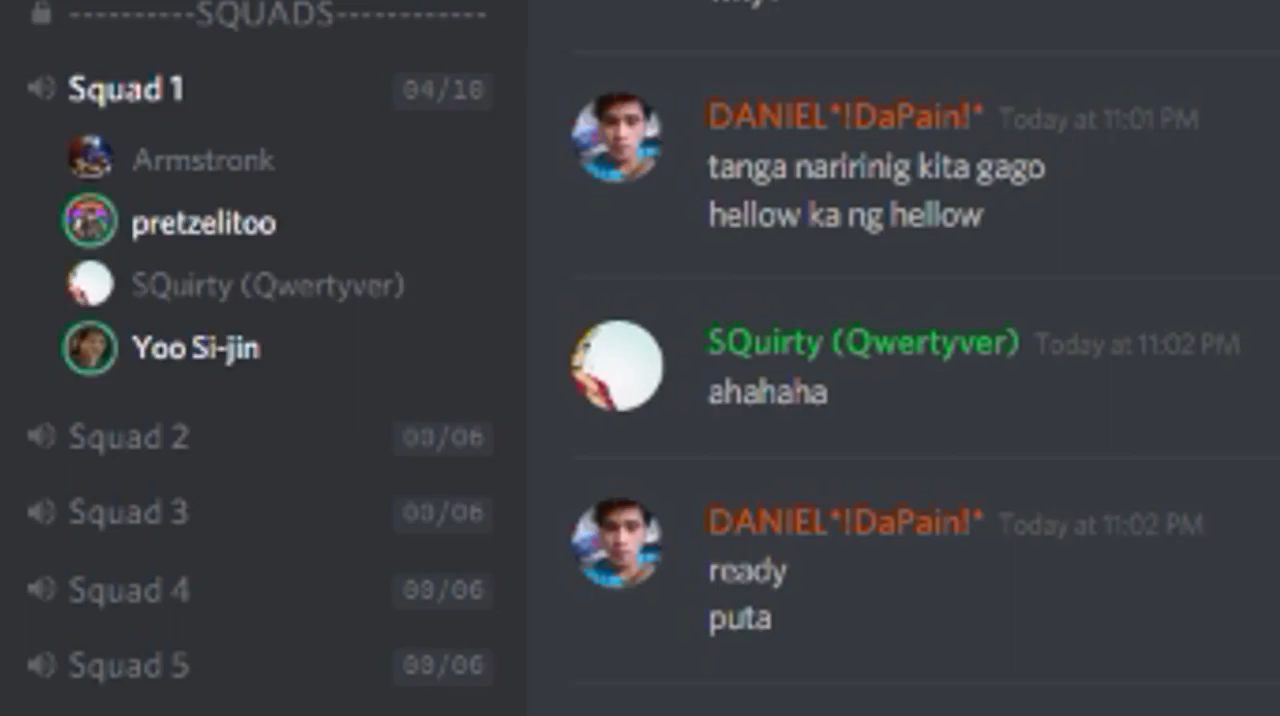 ----------SQUADS------------
Squad 1 04/10
Armstronk
pretzelitoo
SQuirty (Qwertyver)
Yoo Si-jin
Squad 2 00/06
Squad 3 00/06
Squad 4 00/06
Squad 5 00/06
DANIEL*!DaPain!* Today at 11:01 PM
tanga naririnig kita gago
hellow ka ng hellow
SQuirty (Qwertyver) Today at 11:02 PM
ahahaha
DANIEL*!DaPain!* Today at 11:02 PM
ready
puta